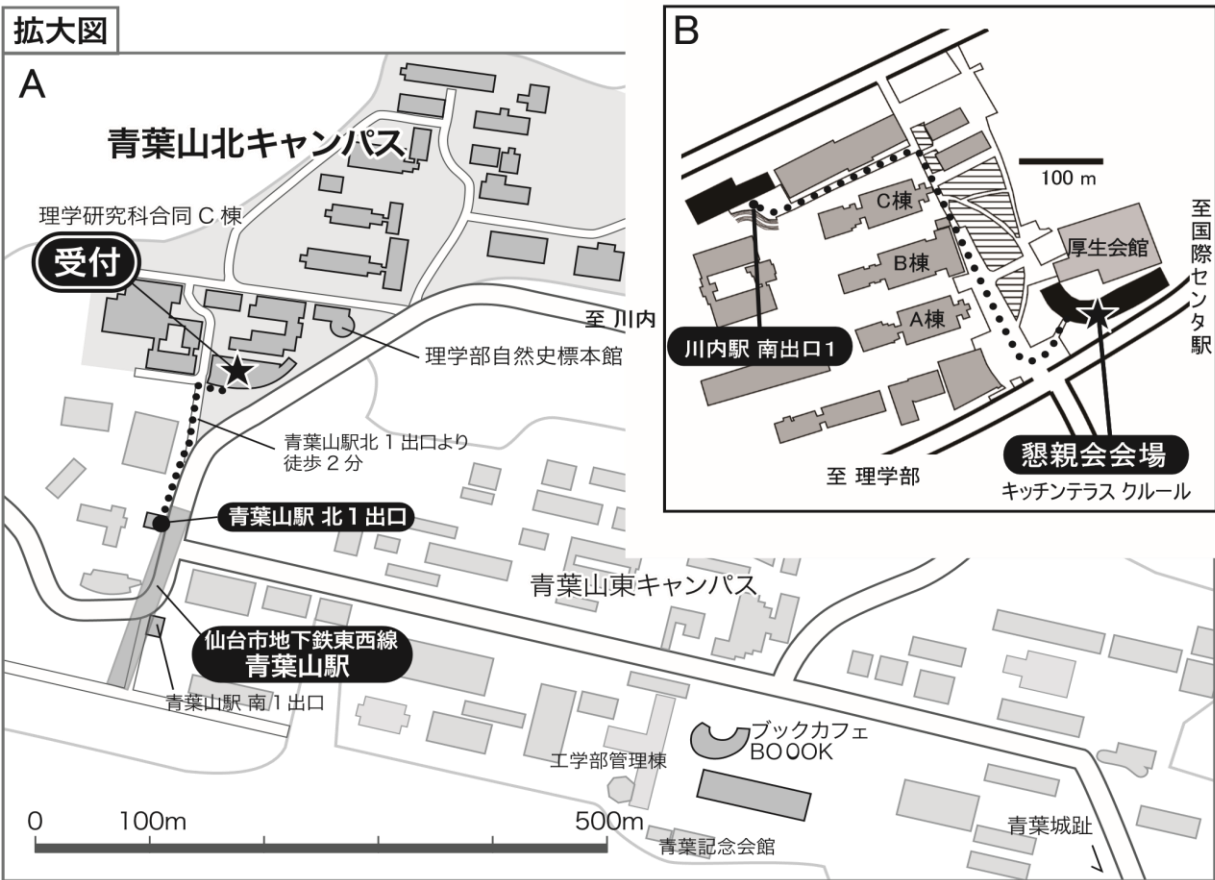 拡大図
A
青葉山北キャンパス
理学研究科合同 C 棟
受付
至 川内
理学部自然史標本館
青葉山駅北 1 出口より
徒歩 2 分
青葉山駅 北 1 出口
仙台市地下鉄東西線
青葉山駅
青葉山駅 南 1 出口
青葉山東キャンパス
ブックカフェ
BOOOK
工学部管理棟
青葉記念会館
青葉城趾
0 100m 500m
B
100 m
C棟
B棟
A棟
厚生会館
至国際センタ駅
川内駅 南出口1
懇親会会場
キッチンテラス クルール
至 理学部